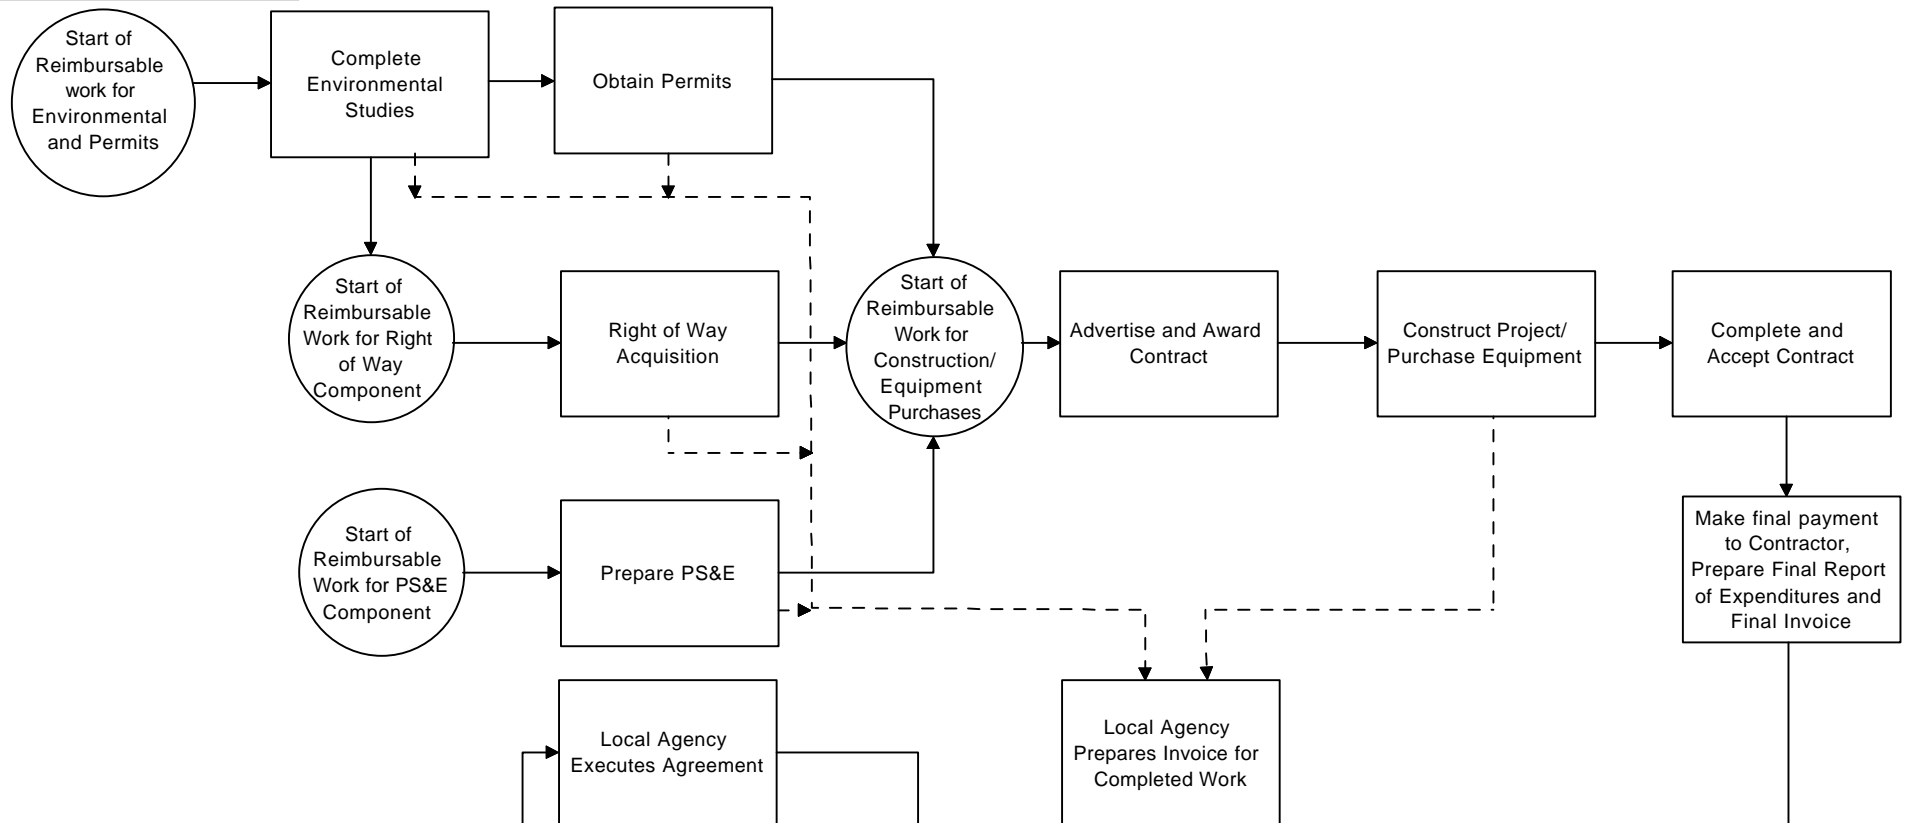 Start of
Reimbursable
work for
Environmental
and Permits
Complete
Environmental
Studies
Obtain Permits
Start of
Reimbursable
Work for Right
of Way
Component
Right of Way
Acquisition
Start of
Reimbursable
Work for
Construction/
Equipment
Purchases
Advertise and Award
Contract
Construct Project/
Purchase Equipment
Complete and
Accept Contract
Start of
Reimbursable
Work for PS&E
Component
Prepare PS&E
Make final payment
to Contractor,
Prepare Final Report
of Expenditures and
Final Invoice
Local Agency
Executes Agreement
Local Agency
Prepares Invoice for
Completed Work